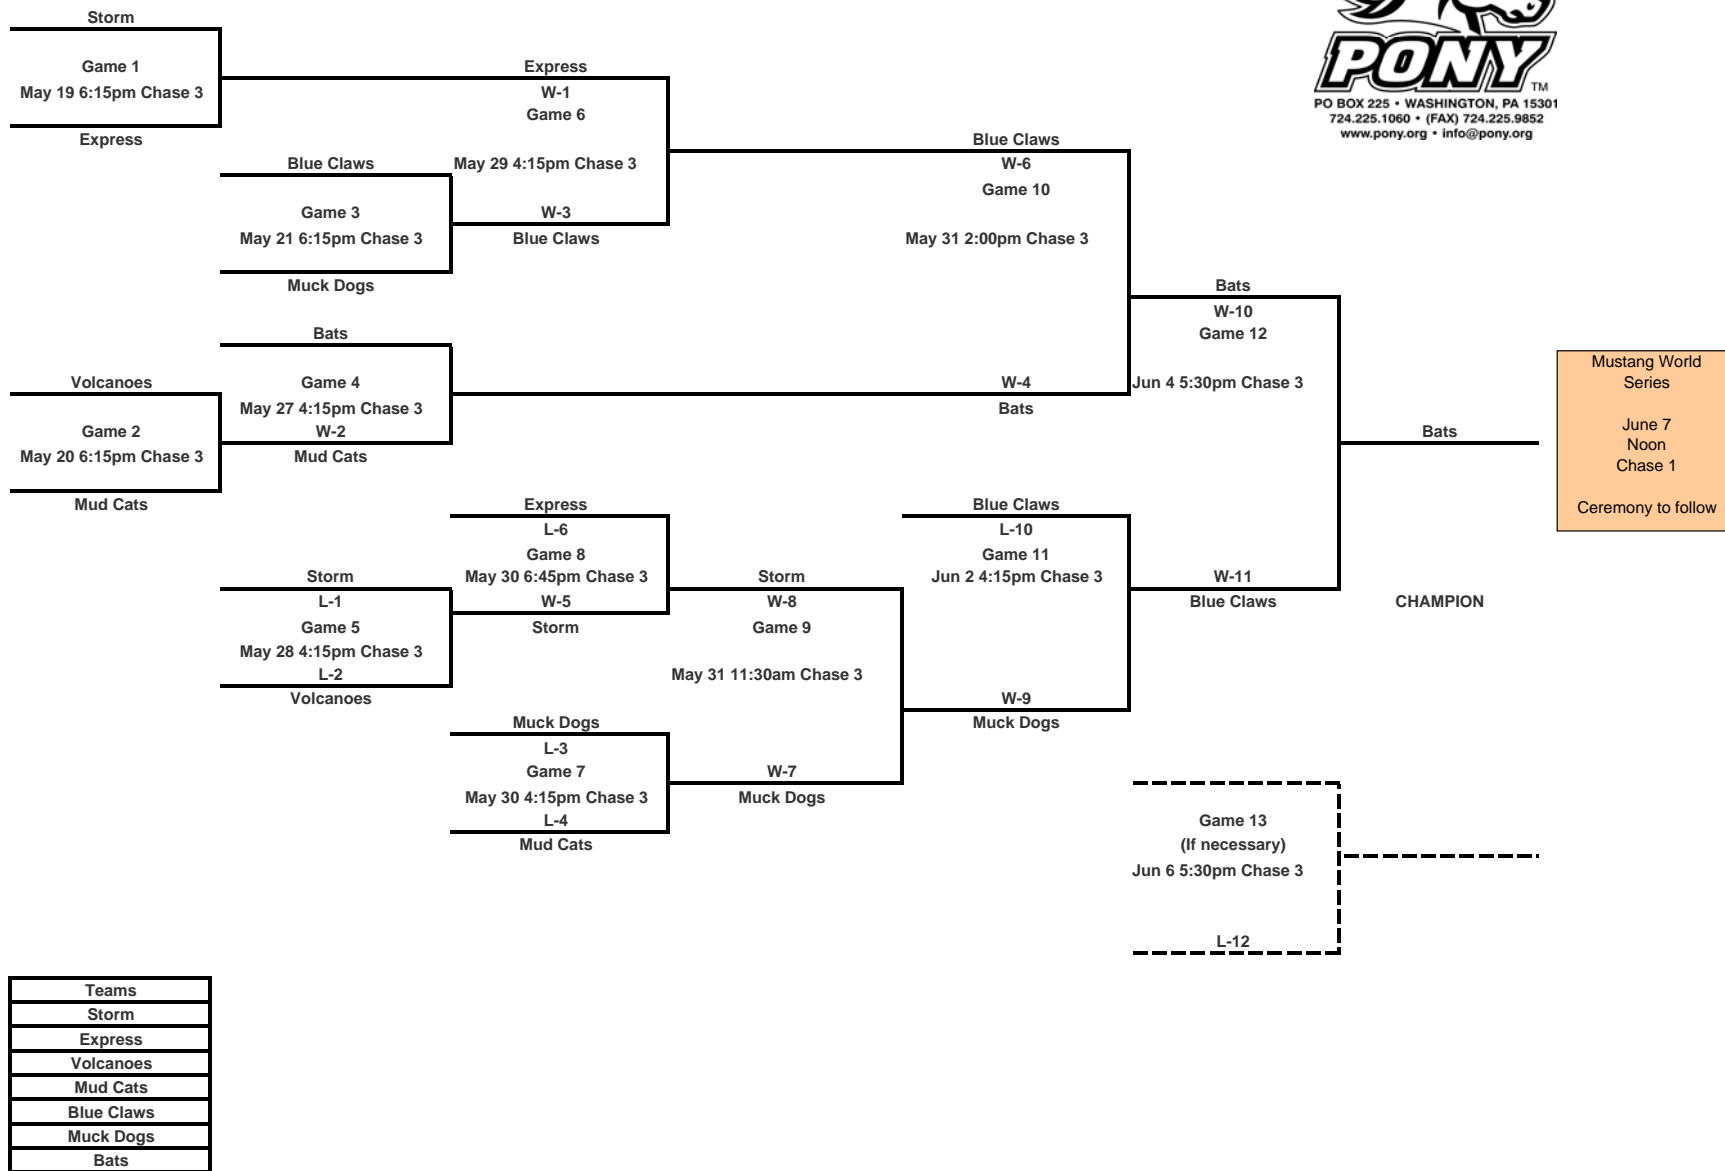 Storm
Game 1
May 19 6:15pm Chase 3
Express
Express
W-1
Game 6
May 29 4:15pm Chase 3
W-3
Blue Claws
Blue Claws
Game 3
May 21 6:15pm Chase 3
Muck Dogs
PONY TM
PO BOX 225 • WASHINGTON, PA 15301
724.225.1060 • (FAX) 724.225.9852
www.pony.org • info@pony.org
Blue Claws
W-6
Game 10
May 31 2:00pm Chase 3
W-4
Bats
Bats
Game 4
May 27 4:15pm Chase 3
W-2
Mud Cats
Volcanoes
Game 2
May 20 6:15pm Chase 3
Mud Cats
Bats
W-10
Game 12
Jun 4 5:30pm Chase 3
W-11
Blue Claws
Bats
CHAMPION
Mustang World
Series
June 7
Noon
Chase 1
Ceremony to follow
Express
L-6
Game 8
May 30 6:45pm Chase 3
W-5
Storm
Storm
L-1
Game 5
May 28 4:15pm Chase 3
L-2
Volcanoes
Storm
W-8
Game 9
May 31 11:30am Chase 3
W-7
Muck Dogs
Blue Claws
L-10
Game 11
Jun 2 4:15pm Chase 3
W-9
Muck Dogs
Muck Dogs
L-3
Game 7
May 30 4:15pm Chase 3
L-4
Mud Cats
Game 13
(If necessary)
Jun 6 5:30pm Chase 3
L-12
Teams
Storm
Express
Volcanoes
Mud Cats
Blue Claws
Muck Dogs
Bats